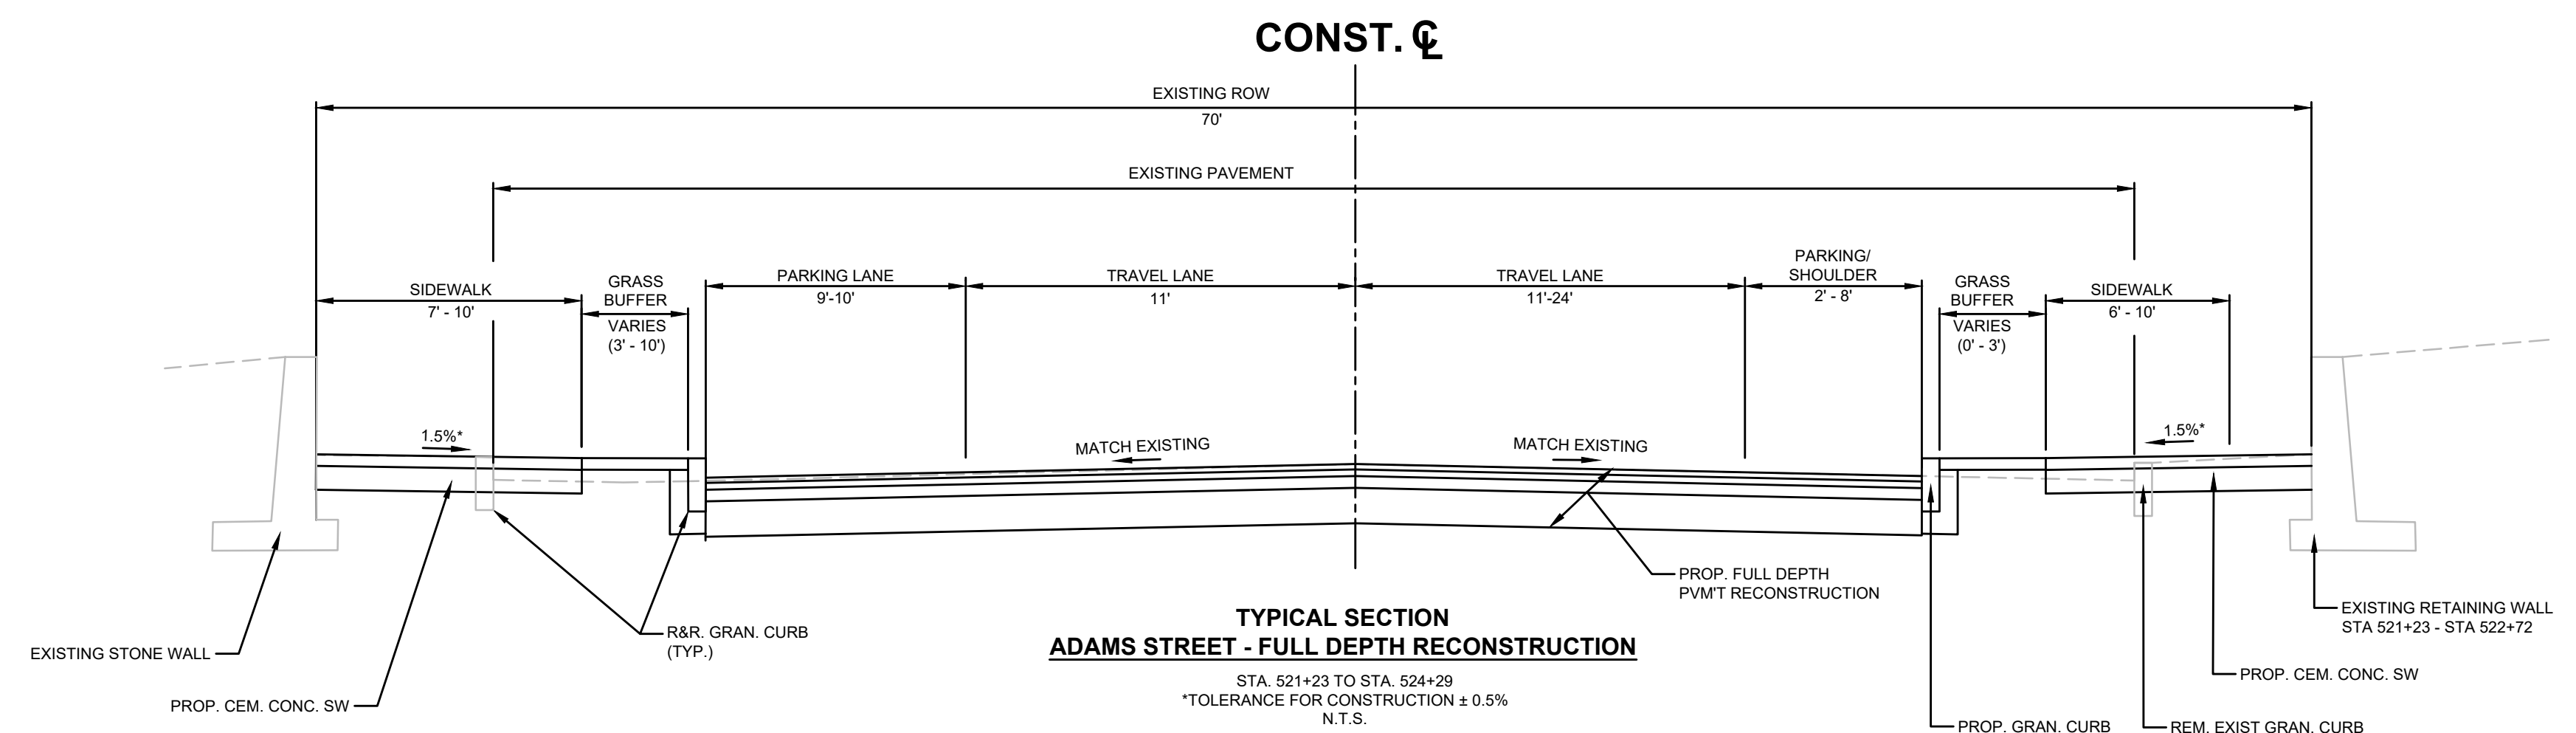 CONST. ℄
EXISTING ROW
70'
EXISTING PAVEMENT
SIDEWALK
7' - 10'
GRASS
BUFFER
VARIES
(3' - 10')
PARKING LANE
9'-10'
TRAVEL LANE
11'
TRAVEL LANE
11'-24'
PARKING/
SHOULDER
2' - 8'
GRASS
BUFFER
VARIES
(0' - 3')
SIDEWALK
6' - 10'
1.5%*
MATCH EXISTING
MATCH EXISTING
1.5%*
EXISTING STONE WALL
PROP. CEM. CONC. SW
R&R. GRAN. CURB
(TYP.)
PROP. FULL DEPTH
PVM'T RECONSTRUCTION
EXISTING RETAINING WALL
STA 521+23 - STA 522+72
PROP. CEM. CONC. SW
PROP. GRAN. CURB
REM. EXIST GRAN. CURB
TYPICAL SECTION
ADAMS STREET - FULL DEPTH RECONSTRUCTION
STA. 521+23 TO STA. 524+29
*TOLERANCE FOR CONSTRUCTION ± 0.5%
N.T.S.